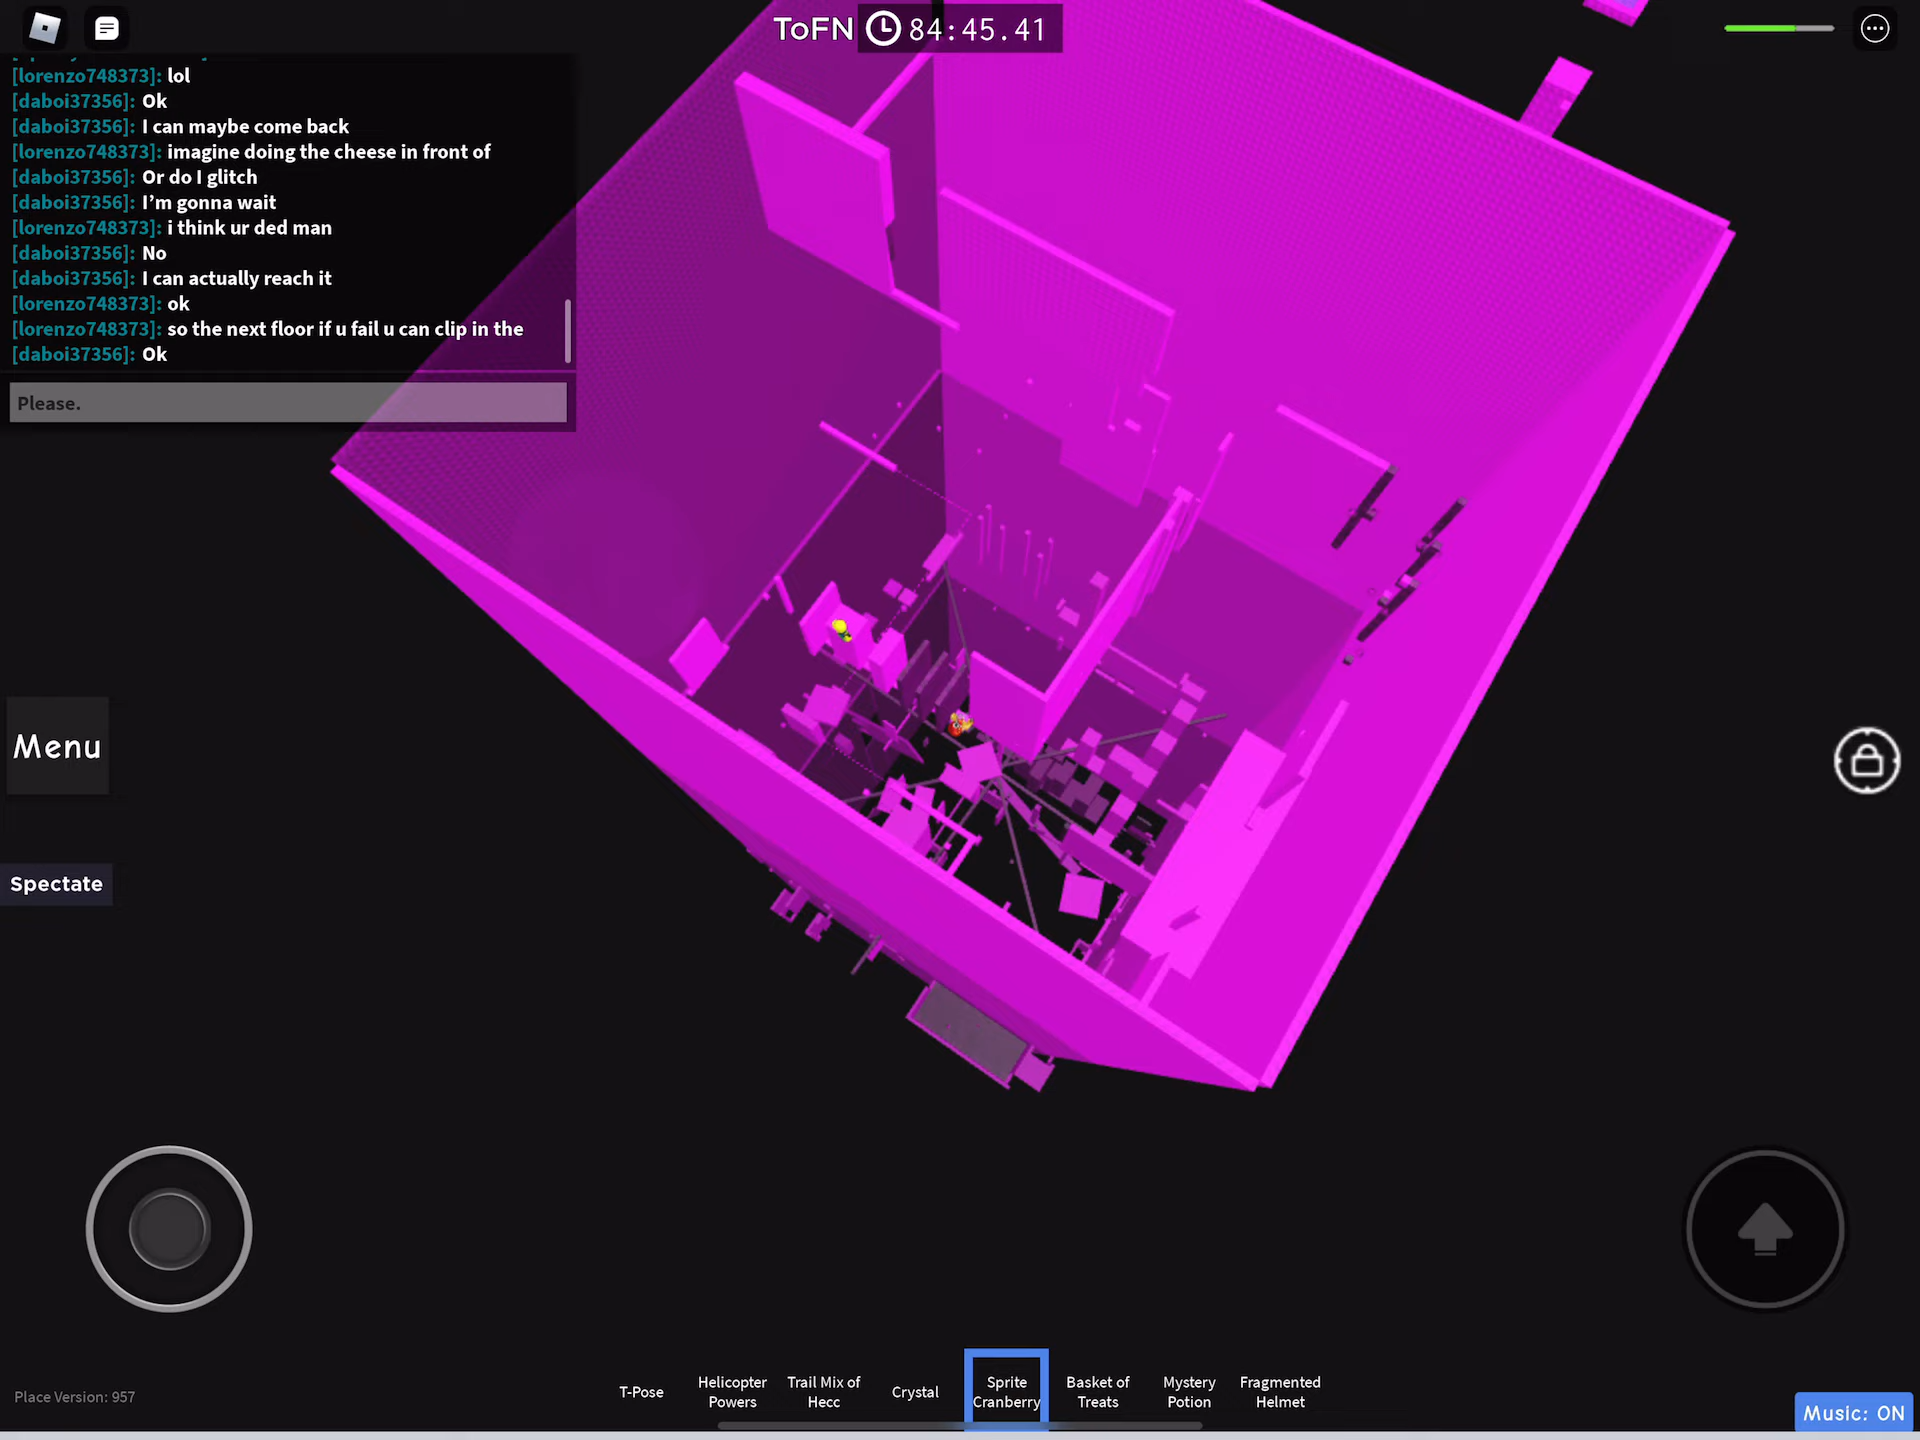 ToFN 84:45.41
[lorenzo748373]: lol
[daboi37356]: Ok
[daboi37356]: I can maybe come back
[lorenzo748373]: imagine doing the cheese in front of
[daboi37356]: Or do I glitch
[daboi37356]: I'm gonna wait
[lorenzo748373]: i think ur ded man
[daboi37356]: No
[daboi37356]: I can actually reach it
[lorenzo748373]: ok
[lorenzo748373]: so the next floor if u fail u can clip in the
[daboi37356]: Ok
Please.
Menu
Spectate
T-Pose
Helicopter
Powers
Trail Mix of
Hecc
Crystal
Sprite
Cranberry
Basket of
Treats
Mystery
Potion
Fragmented
Helmet
Place Version: 957
Music: ON